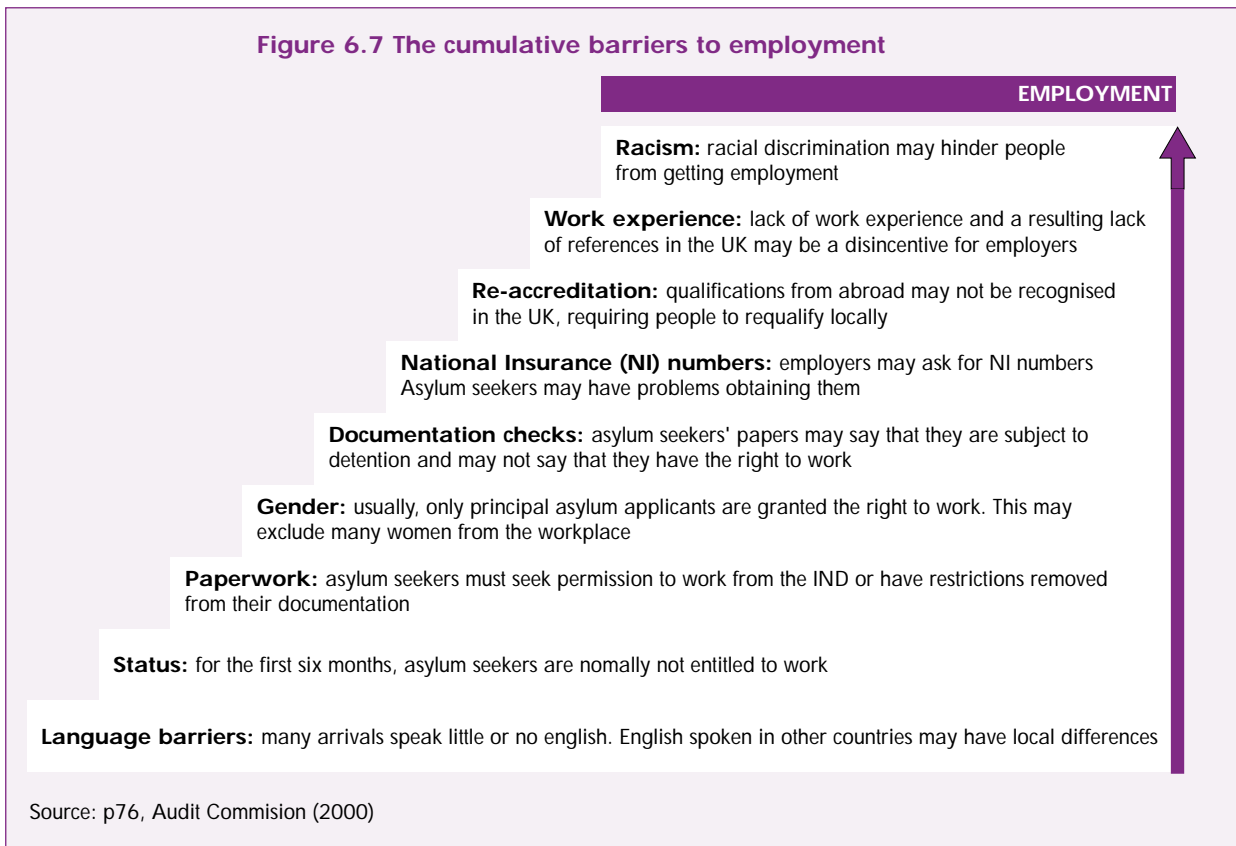 Figure 6.7 The cumulative barriers to employment
EMPLOYMENT
Racism: racial discrimination may hinder people
from getting employment
Work experience: lack of work experience and a resulting lack
of references in the UK may be a disincentive for employers
Re-accreditation: qualifications from abroad may not be recognised
in the UK, requiring people to requalify locally
National Insurance (NI) numbers: employers may ask for NI numbers
Asylum seekers may have problems obtaining them
Documentation checks: asylum seekers' papers may say that they are subject to
detention and may not say that they have the right to work
Gender: usually, only principal asylum applicants are granted the right to work. This may
exclude many women from the workplace
Paperwork: asylum seekers must seek permission to work from the IND or have restrictions removed
from their documentation
Status: for the first six months, asylum seekers are nomally not entitled to work
Language barriers: many arrivals speak little or no english. English spoken in other countries may have local differences
Source: p76, Audit Commision (2000)